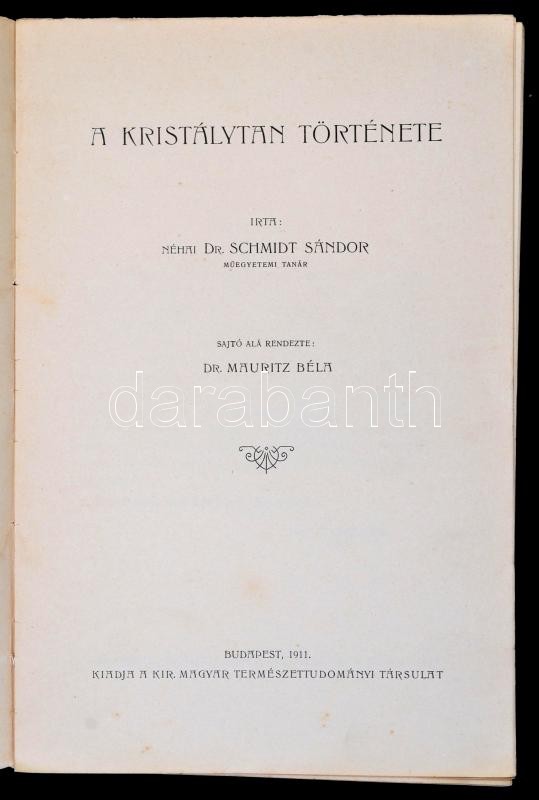 A KRISTÁLYTAN TÖRTÉNETE
IRTA:
NÉHAI DR. SCHMIDT SÁNDOR
MŰEGYETEMI TANÁR
SAJTÓ ALÁ RENDEZTE:
DR. MAURITZ BÉLA
darabanth
BUDAPEST, 1911.
KIADJA A KIR. MAGYAR TERMÉSZETTUDOMÁNYI TÁRSULAT